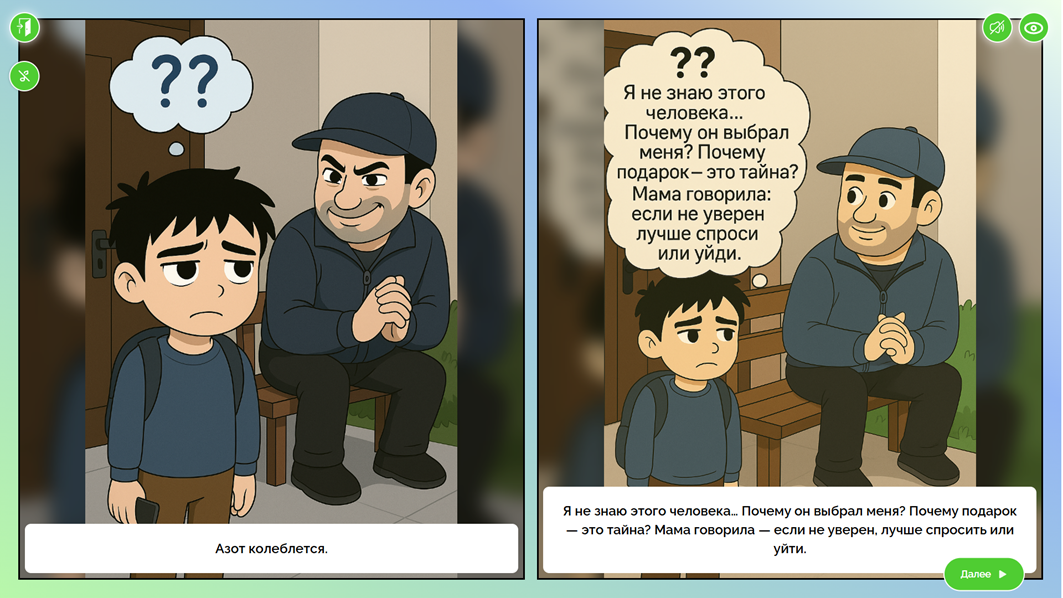 ??
Азот колеблется.
??
Я не знаю этого
человека...
Почему он выбрал
меня? Почему
подарок – это тайна?
Мама говорила:
если не уверен
лучше спроси
или уйди.
Я не знаю этого человека... Почему он выбрал меня? Почему подарок
— это тайна? Мама говорила — если не уверен, лучше спросить или
уйти.
Далее